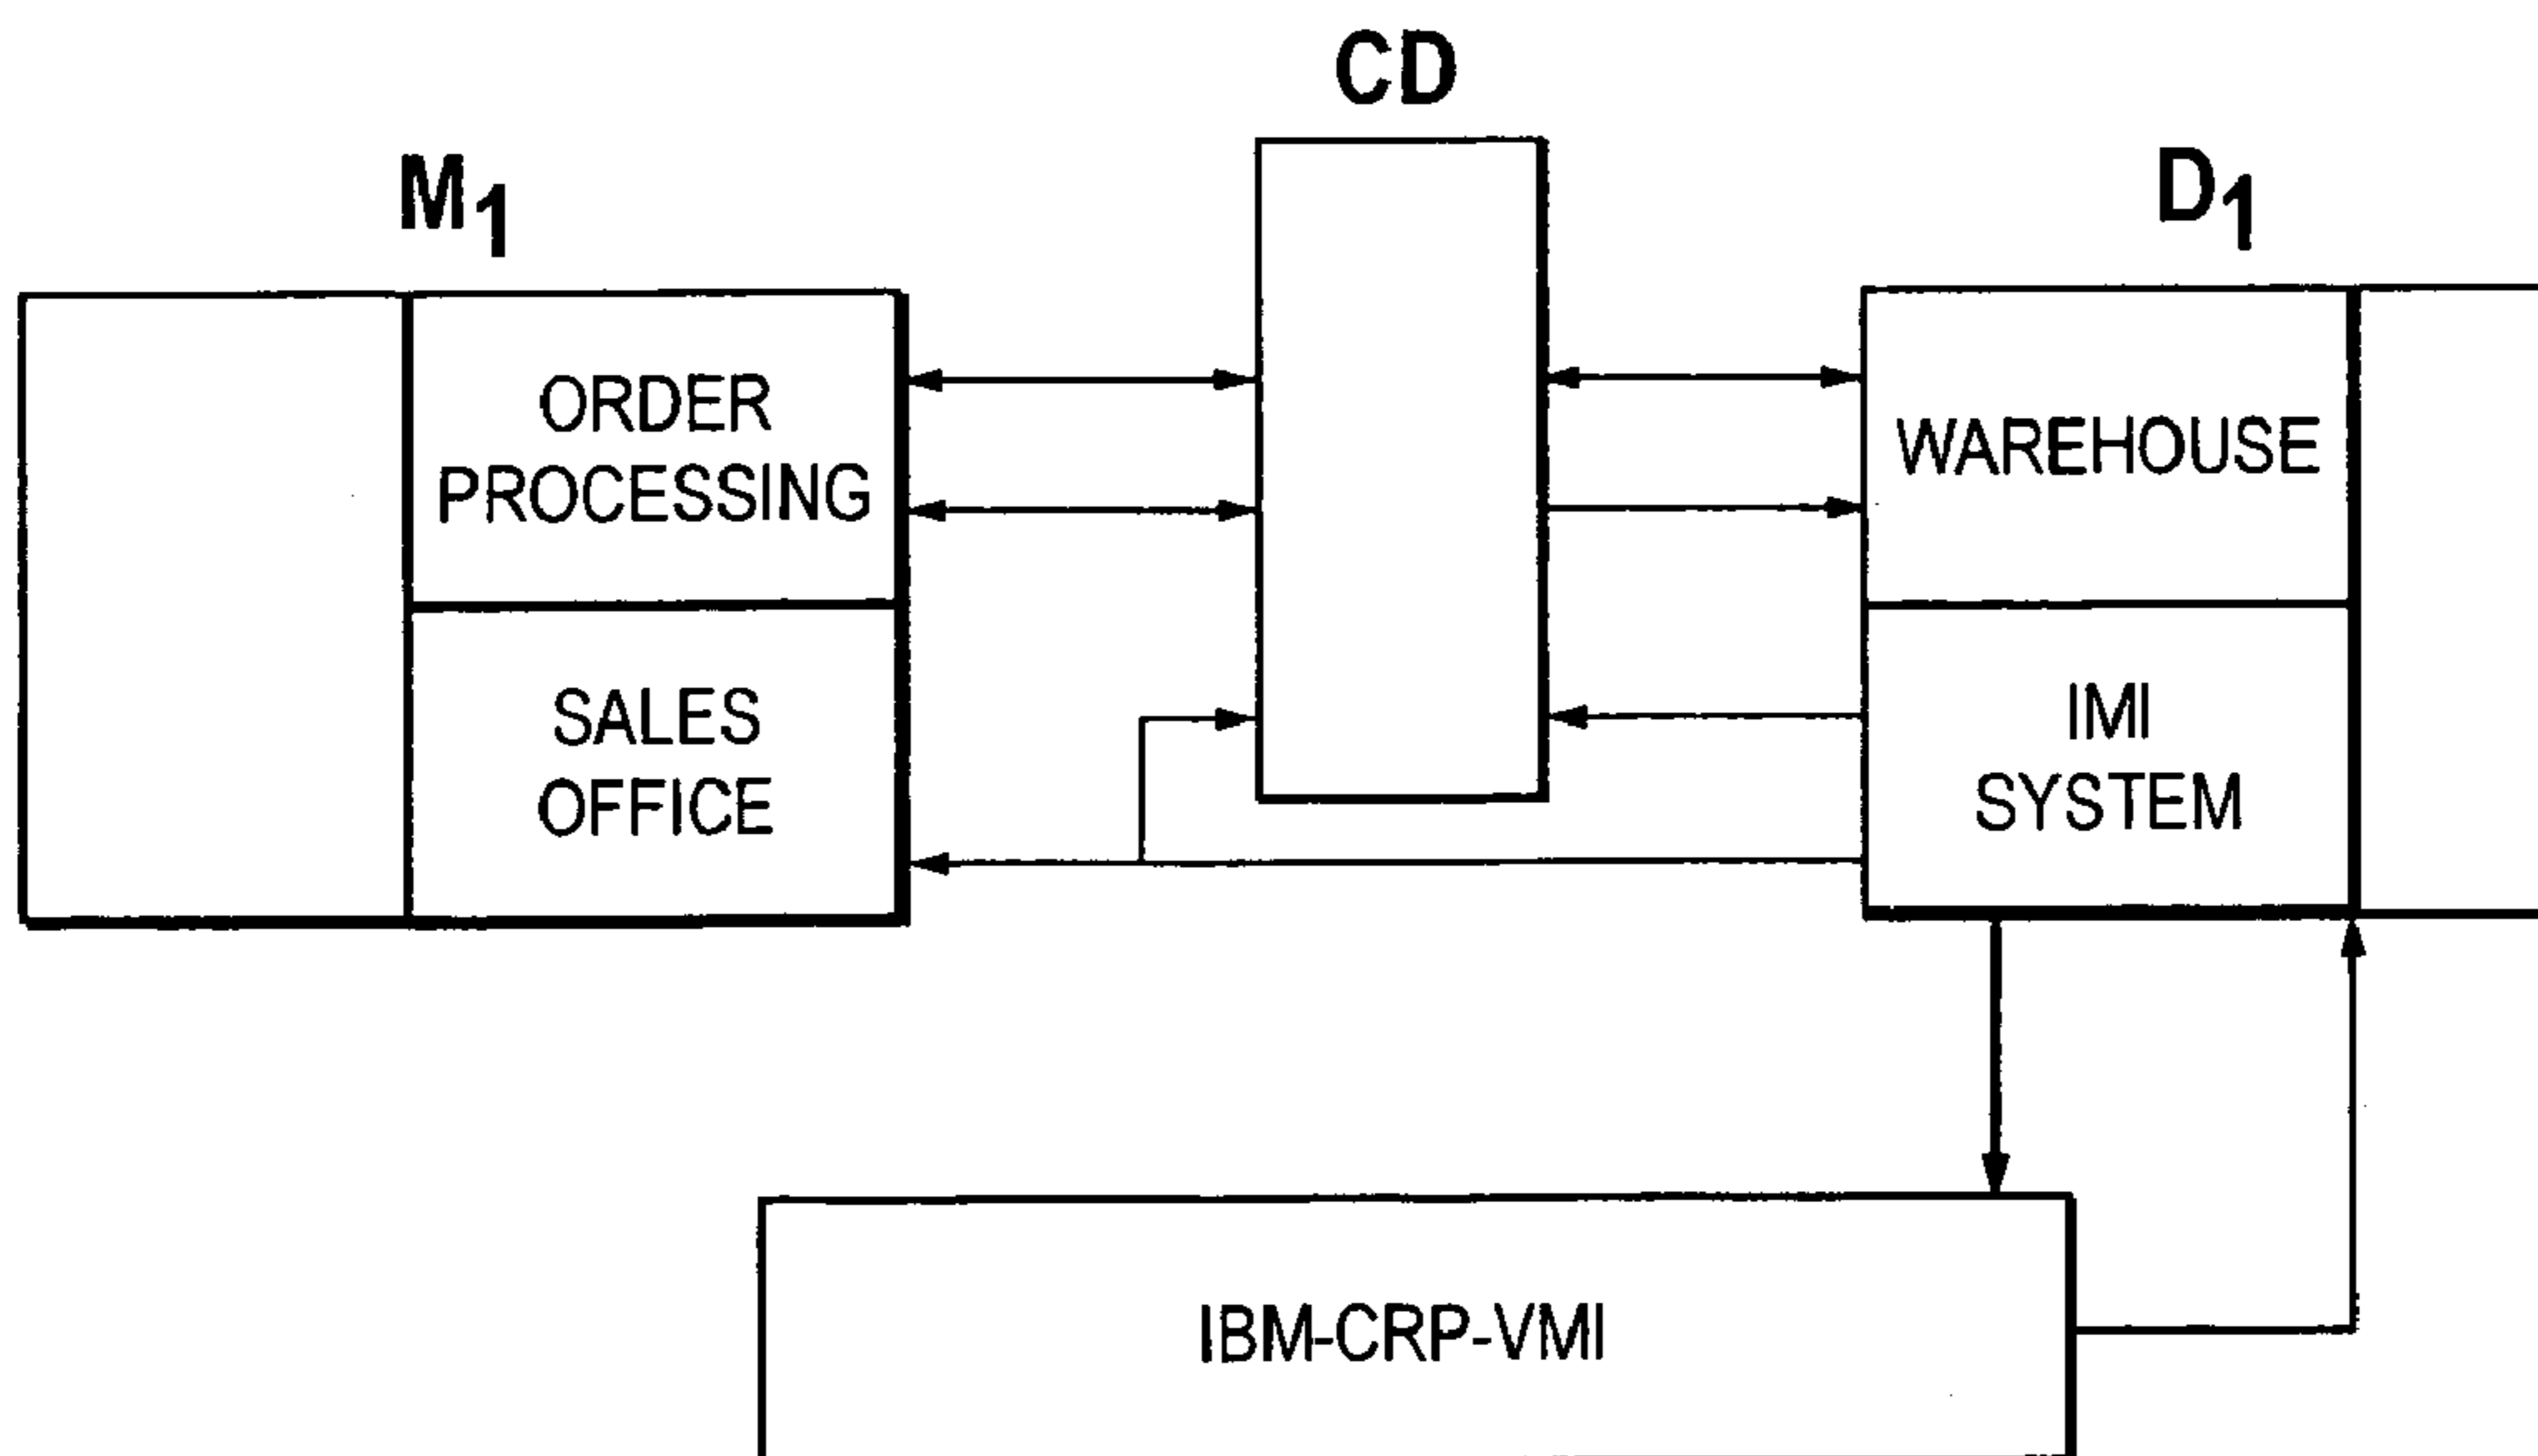 CD
M1
D1
ORDER
PROCESSING
WAREHOUSE
SALES
OFFICE
IMI
SYSTEM
IBM-CRP-VMI